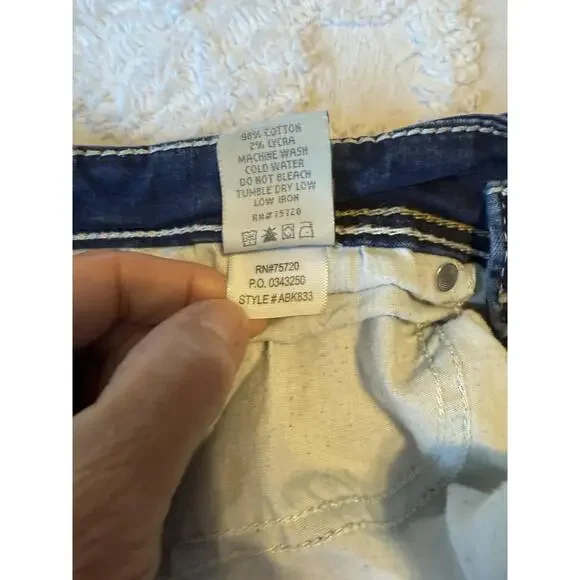 98% COTTON
2% LYCRA
MACHINE WASH
COLD WATER
DO NOT BLEACH
TUMBLE DRY LOW
LOW IRON
RN# 75720
RN#75720
P.O. 0343250
STYLE # ABK833